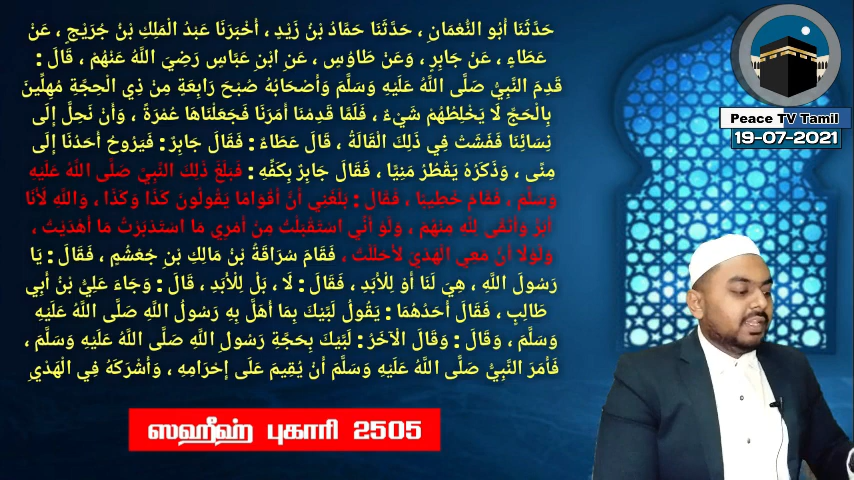 حَدَّثَنَا أَبُو النُّعْمَانِ ، حَدَّثَنَا حَمَّادُ بْنُ زَيْدٍ ، أَخْبَرَنَا عَبْدُ الْمَلِكِ بْنُ جُرَيْجٍ ، عَنْ
عَطَاءٍ ، عَنْ جَابِرٍ ، وَعَنْ طَاوُسٍ ، عَنِ ابْنِ عَبَّاسٍ رَضِيَ اللَّهُ عَنْهُمْ ، قَالَ :
قَدِمَ النَّبِيُّ صَلَّى اللَّهُ عَلَيْهِ وَسَلَّمَ وَأَصْحَابُهُ صُبْحَ رَابِعَةٍ مِنْ ذِي الْحِجَّةِ مُهِلِّينَ
بِالْحَجِّ لَا يَخْلِطُهُمْ شَيْءٌ ، فَلَمَّا قَدِمْنَا أَمَرَنَا فَجَعَلْنَاهَا عُمْرَةً ، وَأَنْ نَحِلَّ إِلَى
نِسَائِنَا فَفَشَتْ فِي ذَلِكَ الْقَالَةُ ، قَالَ عَطَاءٌ : فَقَالَ جَابِرٌ : فَيَرُوحُ أَحَدُنَا إِلَى
مِنًى ، وَذَكَرُهُ يَقْطُرُ مَنِيًّا ، فَقَالَ جَابِرٌ بِكَفِّهِ : فَبَلَغَ ذَلِكَ النَّبِيَّ صَلَّى اللَّهُ عَلَيْهِ
وَسَلَّمَ ، فَقَامَ خَطِيبًا ، فَقَالَ : بَلَغَنِي أَنَّ أَقْوَامًا يَقُولُونَ كَذَا وَكَذَا ، وَاللَّهِ لَأَنَا
أَبَرُّ وَأَتْقَى لِلَّهِ مِنْهُمْ ، وَلَوْ أَنِّي اسْتَقْبَلْتُ مِنْ أَمْرِي مَا اسْتَدْبَرْتُ مَا أَهْدَيْتُ ،
وَلَوْلَا أَنَّ مَعِي الْهَدْيَ لَأَحْلَلْتُ ، فَقَامَ سُرَاقَةُ بْنُ مَالِكِ بْنِ جُعْشُمٍ ، فَقَالَ : يَا
رَسُولَ اللَّهِ ، هِيَ لَنَا أَوْ لِلْأَبَدِ ، فَقَالَ : لَا ، بَلْ لِلْأَبَدِ ، قَالَ : وَجَاءَ عَلِيُّ بْنُ أَبِي
طَالِبٍ ، فَقَالَ أَحَدُهُمَا : يَقُولُ لَبَّيْكَ بِمَا أَهَلَّ بِهِ رَسُولُ اللَّهِ صَلَّى اللَّهُ عَلَيْهِ
وَسَلَّمَ ، وَقَالَ : وَقَالَ الْآخَرُ : لَبَّيْكَ بِحَجَّةِ رَسُولِ اللَّهِ صَلَّى اللَّهُ عَلَيْهِ وَسَلَّمَ ،
فَأَمَرَ النَّبِيُّ صَلَّى اللَّهُ عَلَيْهِ وَسَلَّمَ أَنْ يُقِيمَ عَلَى إِحْرَامِهِ ، وَأَشْرَكَهُ فِي الْهَدْيِ
ஸஹீஹ் புகாரி 2505
Peace TV Tamil
19-07-2021